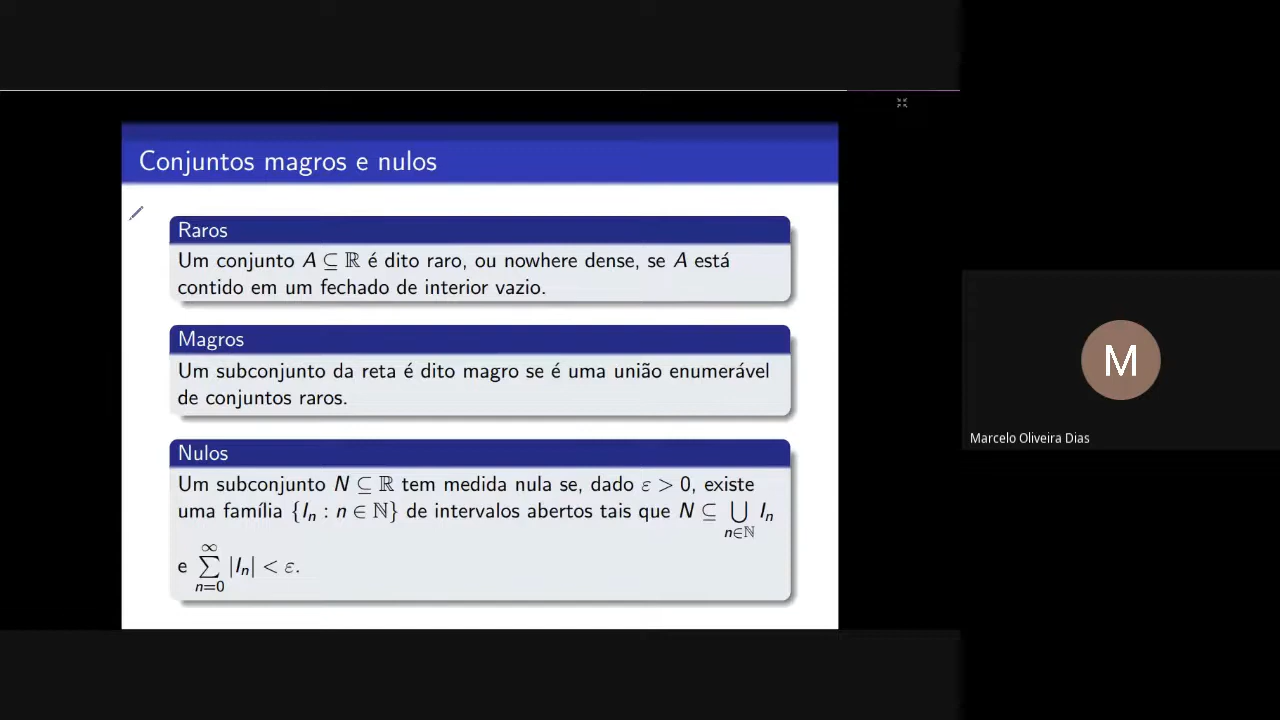 Conjuntos magros e nulos
Raros
Um conjunto A ⊆ ℝ é dito raro, ou nowhere dense, se A está
contido em um fechado de interior vazio.
Magros
Um subconjunto da reta é dito magro se é uma união enumerável
de conjuntos raros.
Nulos
Um subconjunto N ⊆ ℝ tem medida nula se, dado ε > 0, existe
uma família {Iₙ : n ∈ ℕ} de intervalos abertos tais que N ⊆ ⋃ Iₙ
n∈ℕ
∞
e ∑ |Iₙ| < ε.
n=0
M
Marcelo Oliveira Dias